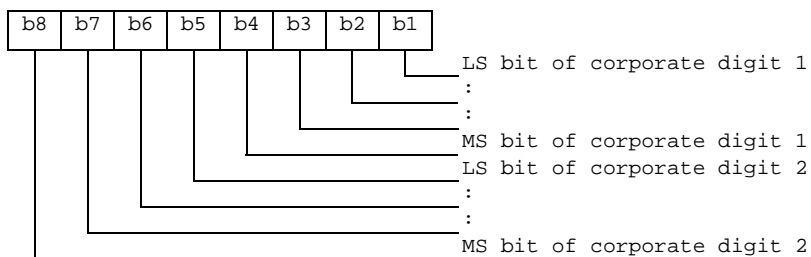 b8 b7 b6 b5 b4 b3 b2 b1
LS bit of corporate digit 1
:
:
MS bit of corporate digit 1
LS bit of corporate digit 2
:
:
MS bit of corporate digit 2